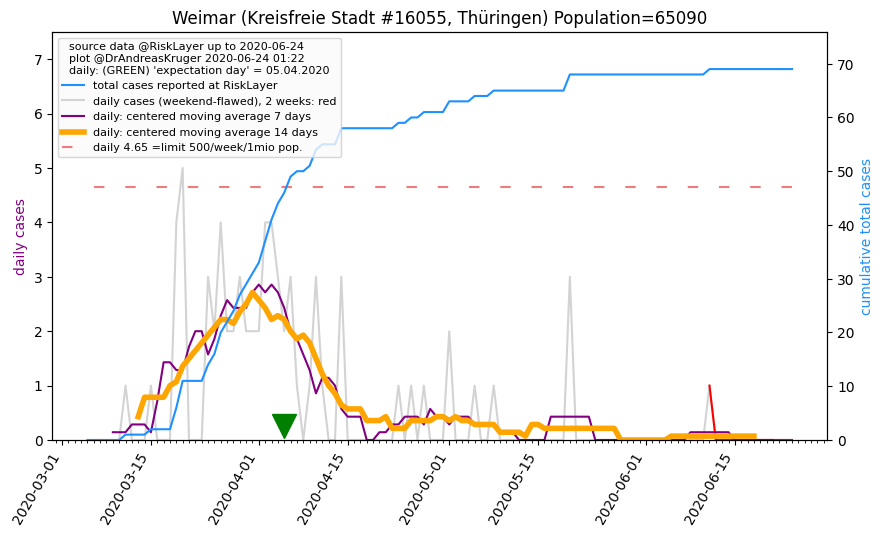 Weimar (Kreisfreie Stadt #16055, Thüringen) Population=65090
source data @RiskLayer up to 2020-06-24
plot @DrAndreasKruger 2020-06-24 01:22
daily: (GREEN) 'expectation day' = 05.04.2020
total cases reported at RiskLayer
daily cases (weekend-flawed), 2 weeks: red
daily: centered moving average 7 days
daily: centered moving average 14 days
daily 4.65 =limit 500/week/1mio pop.
daily cases
7
6
5
4
3
2
1
0
cumulative total cases
70
60
50
40
30
20
10
0
2020-03-01
2020-03-15
2020-04-01
2020-04-15
2020-05-01
2020-05-15
2020-06-01
2020-06-15